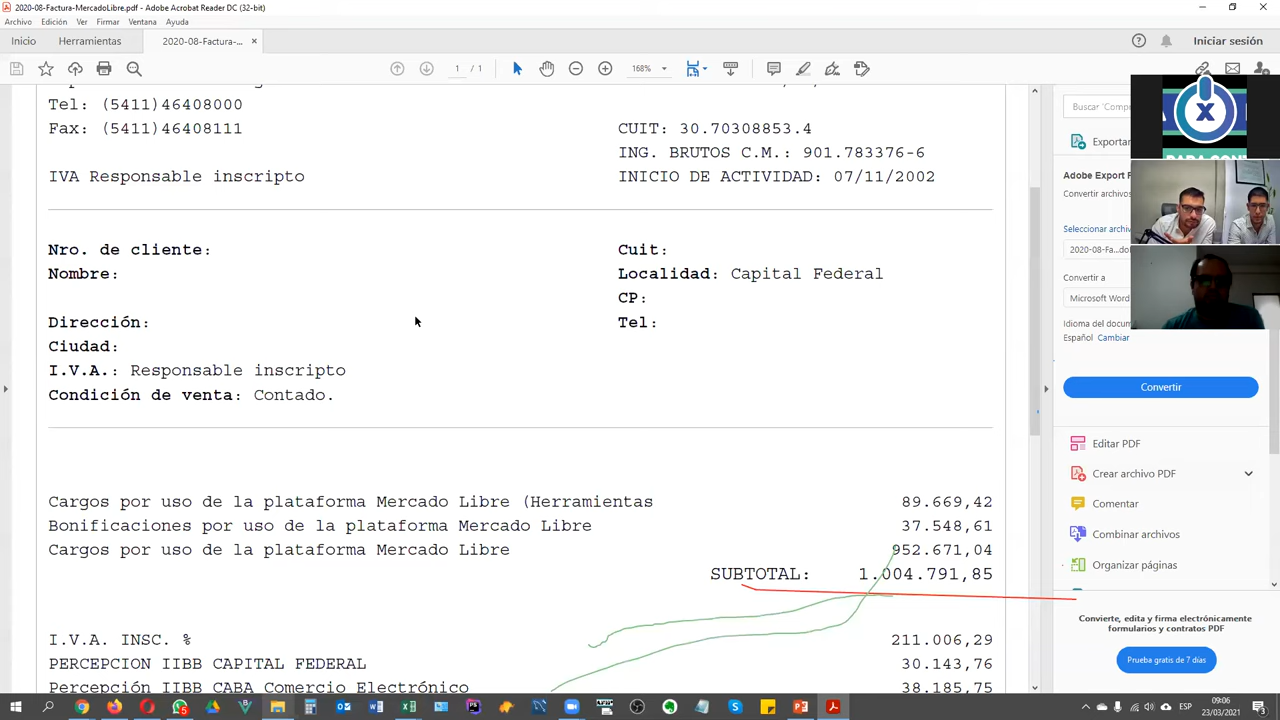 2020-08-Factura-MercadoLibre.pdf - Adobe Acrobat Reader DC (32-bit)
Archivo Edición Ver Firmar Ventana Ayuda
Inicio Herramientas 2020-08-Factura-... × Iniciar sesión
1 / 1 168%
Tel: (5411)46408000
Fax: (5411)46408111 CUIT: 30.70308853.4
ING. BRUTOS C.M.: 901.783376-6
IVA Responsable inscripto INICIO DE ACTIVIDAD: 07/11/2002
Nro. de cliente: Cuit:
Nombre: Localidad: Capital Federal
CP:
Dirección: Tel:
Ciudad:
I.V.A.: Responsable inscripto
Condición de venta: Contado.
Cargos por uso de la plataforma Mercado Libre (Herramientas 89.669,42
Bonificaciones por uso de la plataforma Mercado Libre 37.548,61
Cargos por uso de la plataforma Mercado Libre 952.671,04
SUBTOTAL: 1.004.791,85
I.V.A. INSC. % 211.006,29
PERCEPCION IIBB CAPITAL FEDERAL 30.143,76
Percepción IIBB CABA Comercio Electrónico 38.185,75
Buscar 'Comp
Exportar
Adobe Export P
Convertir archivos
Seleccionar archiv
2020-08-Fa...do
Convertir a
Microsoft Word
Idioma del docum
Español Cambiar
Convertir
Editar PDF
Crear archivo PDF
Comentar
Combinar archivos
Organizar páginas
Convierte, edita y firma electrónicamente
formularios y contratos PDF
Prueba gratis de 7 días
X
ESP
09:06
23/03/2021